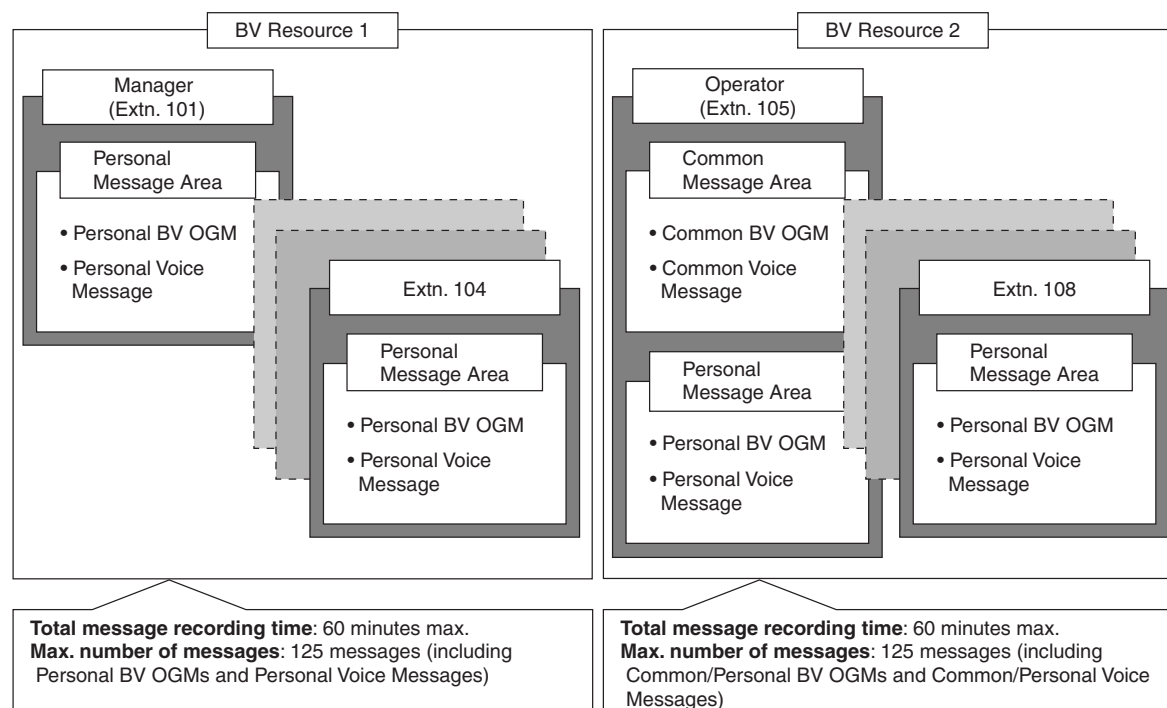 BV Resource 1
Manager
(Extn. 101)
Personal
Message Area
• Personal BV OGM
• Personal Voice
Message
Extn. 104
Personal
Message Area
• Personal BV OGM
• Personal Voice
Message
Total message recording time: 60 minutes max.
Max. number of messages: 125 messages (including
Personal BV OGMs and Personal Voice Messages)
BV Resource 2
Operator
(Extn. 105)
Common
Message Area
• Common BV OGM
• Common Voice
Message
Personal
Message Area
• Personal BV OGM
• Personal Voice
Message
Extn. 108
Personal
Message Area
• Personal BV OGM
• Personal Voice
Message
Total message recording time: 60 minutes max.
Max. number of messages: 125 messages (including
Common/Personal BV OGMs and Common/Personal Voice
Messages)